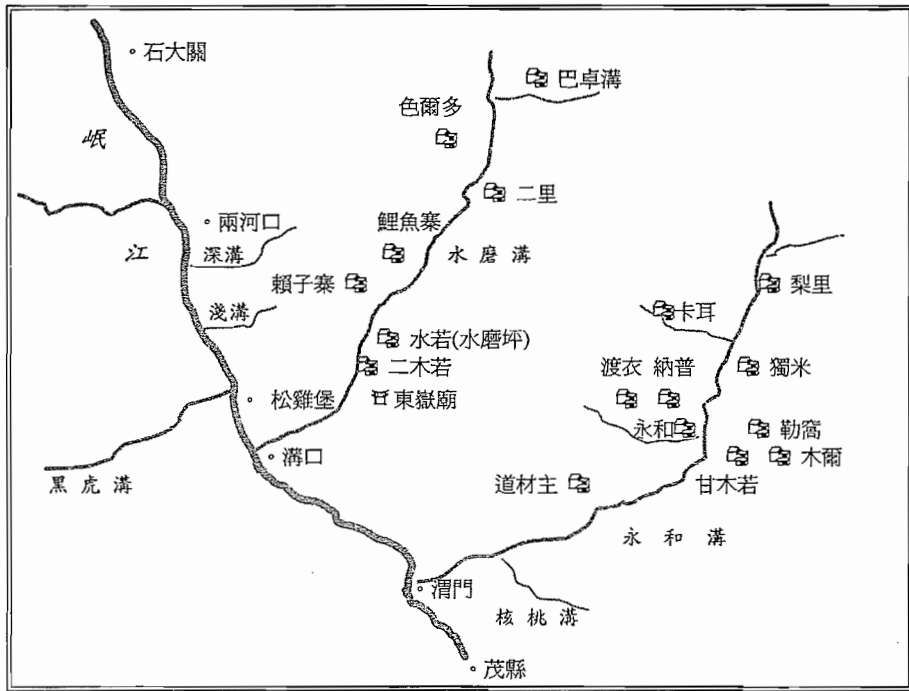 石大關
岷江
巴卓溝
色爾多
二里
兩河口
鯉魚寨
深溝
水磨溝
賴子寨
梨里
淺溝
卡耳
水若(水磨坪)
二木若
渡衣 納普
獨米
松雞堡
東嶽廟
永和
勒窩
溝口
黑虎溝
道材主
甘木若
木爾
永和溝
渭門
核桃溝
茂縣